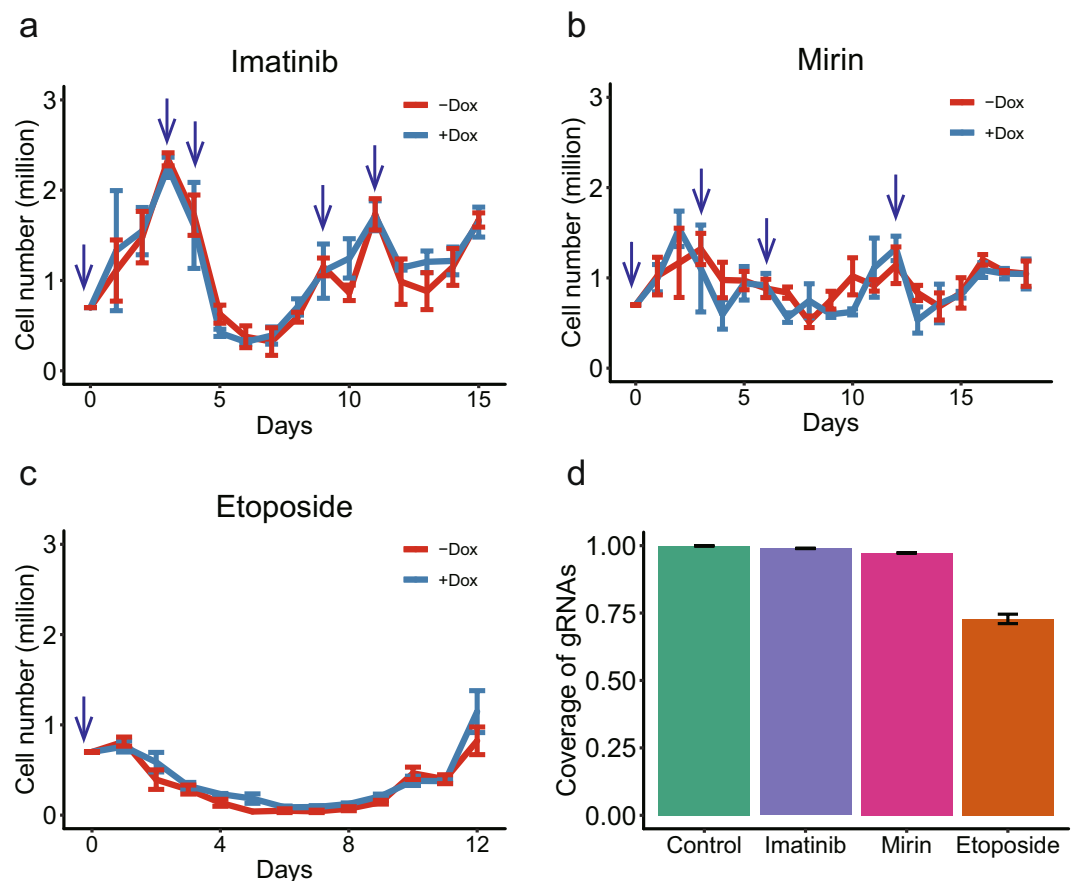 a
Imatinib
Cell number (million)
3
2
1
0
−Dox
+Dox
0
5
10
15
Days
b
Mirin
Cell number (million)
3
2
1
0
−Dox
+Dox
0
5
10
15
Days
c
Etoposide
Cell number (million)
3
2
1
0
−Dox
+Dox
0
4
8
12
Days
d
Coverage of gRNAs
1.00
0.75
0.50
0.25
0.00
Control
Imatinib
Mirin
Etoposide